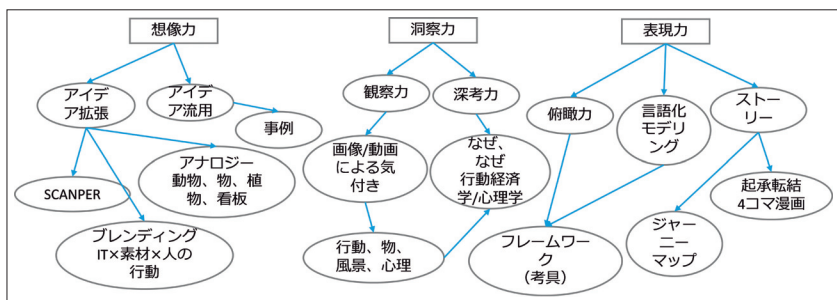 想像力
アイデ
ア拡張
アイデ
ア流用
事例
SCANPER
アナロジー
動物、物、植
物、看板
ブレンディング
IT×素材×人の
行動
洞察力
観察力
深考力
画像/動画
による気
付き
なぜ、
なぜ
行動経済
学/心理学
行動、物、
風景、心理
表現力
俯瞰力
言語化
モデリ
ング
ストー
リー
フレームワー
ク
（考具）
ジャー
ニー
マップ
起承転結
4コマ漫画